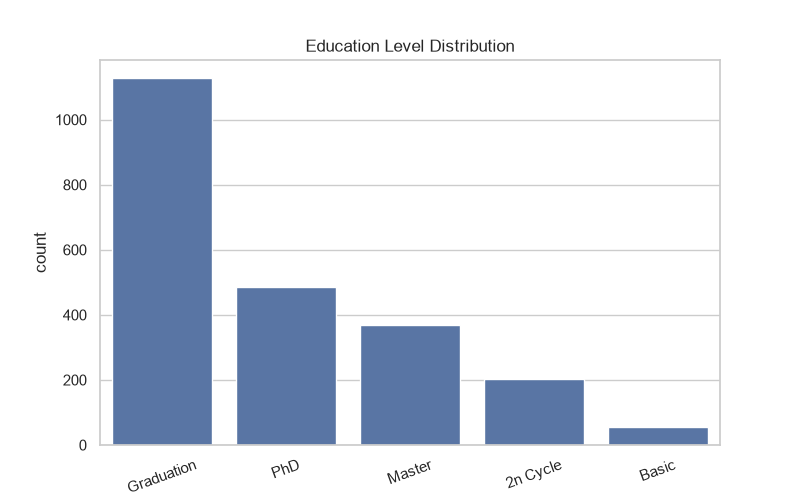 Education Level Distribution
1000
800
600
400
200
0
count
Graduation
PhD
Master
2n Cycle
Basic